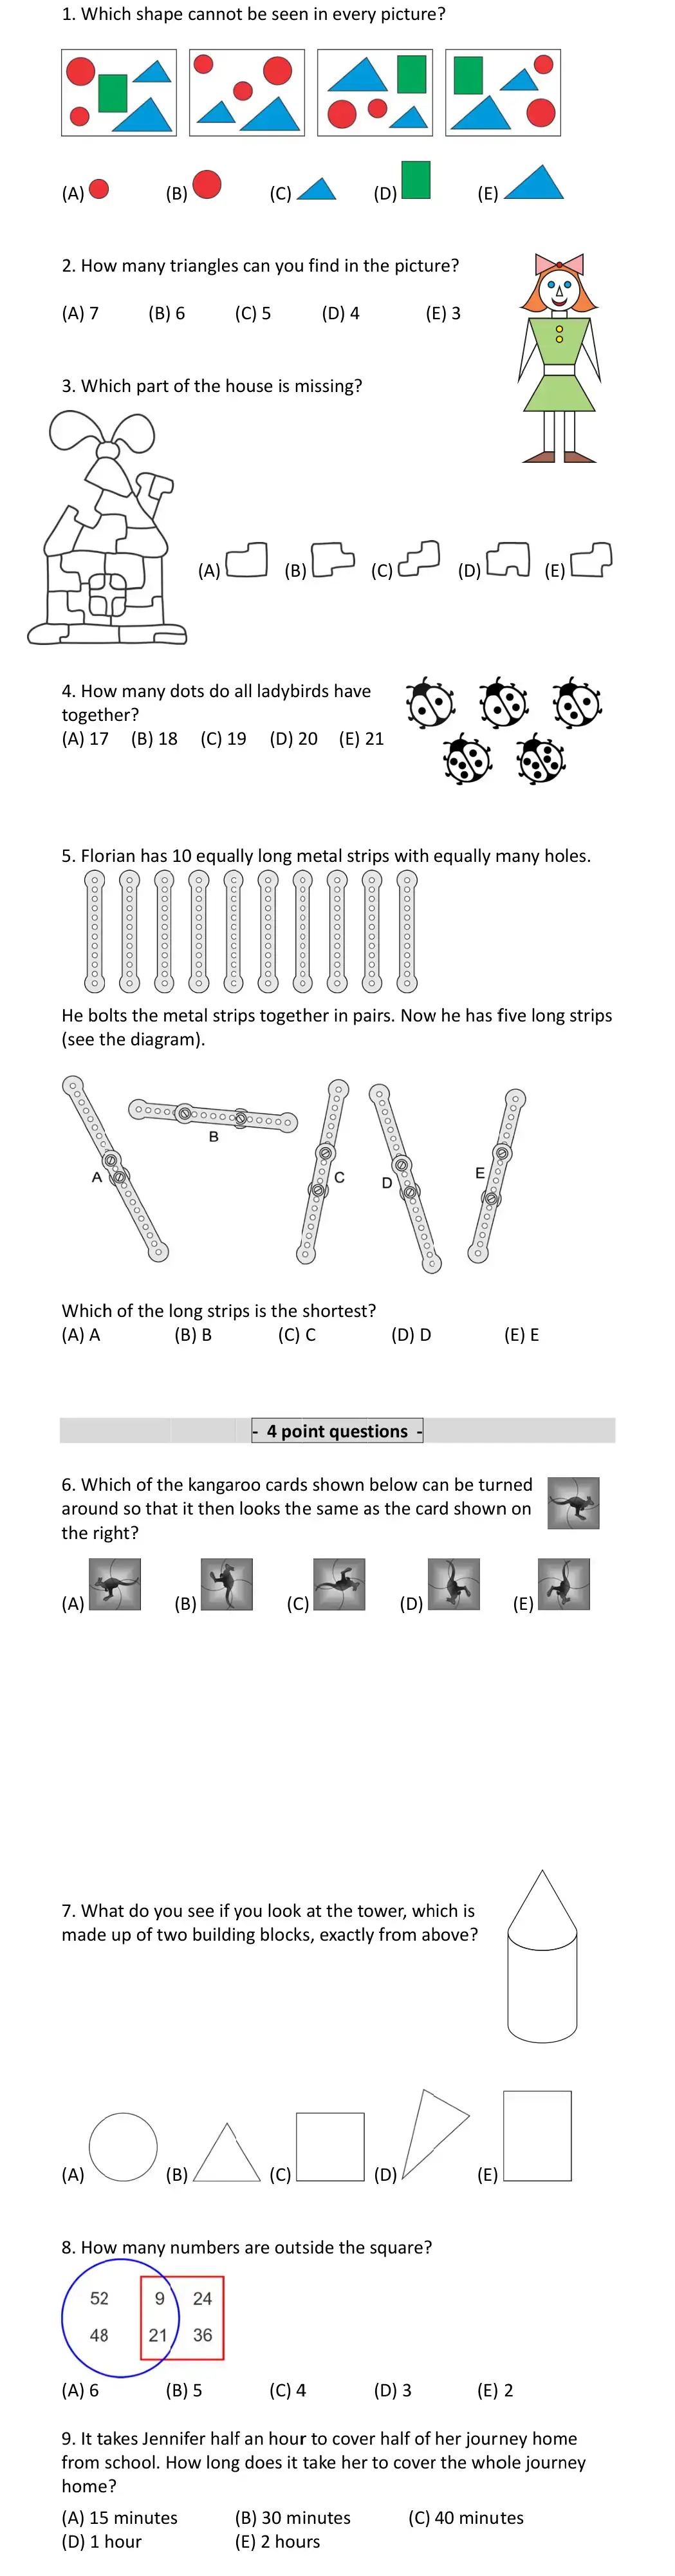 1. Which shape cannot be seen in every picture?
(A) (B) (C) (D) (E)
2. How many triangles can you find in the picture?
(A) 7 (B) 6 (C) 5 (D) 4 (E) 3
3. Which part of the house is missing?
(A) (B) (C) (D) (E)
4. How many dots do all ladybirds have
together?
(A) 17 (B) 18 (C) 19 (D) 20 (E) 21
5. Florian has 10 equally long metal strips with equally many holes.
He bolts the metal strips together in pairs. Now he has five long strips
(see the diagram).
A B C D E
Which of the long strips is the shortest?
(A) A (B) B (C) C (D) D (E) E
- 4 point questions -
6. Which of the kangaroo cards shown below can be turned
around so that it then looks the same as the card shown on
the right?
(A) (B) (C) (D) (E)
7. What do you see if you look at the tower, which is
made up of two building blocks, exactly from above?
(A) (B) (C) (D) (E)
8. How many numbers are outside the square?
52 9 24
48 21 36
(A) 6 (B) 5 (C) 4 (D) 3 (E) 2
9. It takes Jennifer half an hour to cover half of her journey home
from school. How long does it take her to cover the whole journey
home?
(A) 15 minutes (B) 30 minutes (C) 40 minutes
(D) 1 hour (E) 2 hours